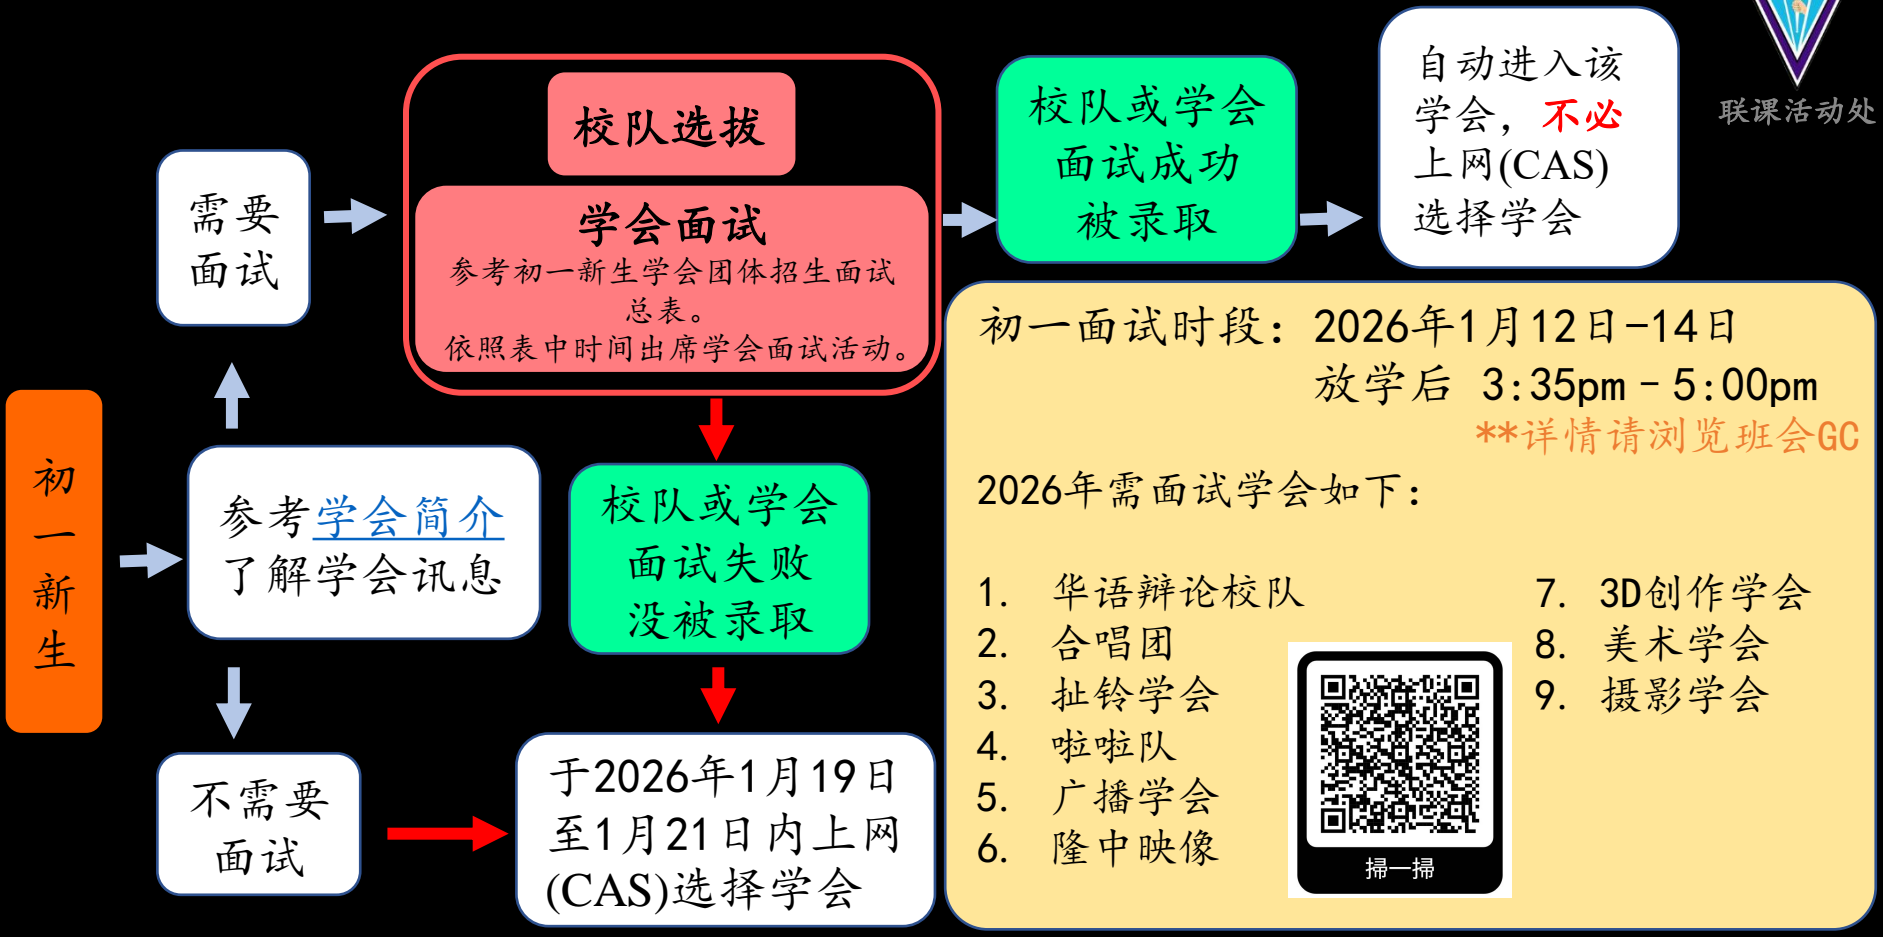 联课活动处
初
一
新
生
参考学会简介
了解学会讯息
需要
面试
校队选拔
学会面试
参考初一新生学会团体招生面试
总表。
依照表中时间出席学会面试活动。
校队或学会
面试成功
被录取
自动进入该
学会，不必
上网(CAS)
选择学会
校队或学会
面试失败
没被录取
不需要
面试
于2026年1月19日
至1月21日内上网
(CAS)选择学会
初一面试时段：2026年1月12日-14日
放学后 3:35pm–5:00pm
**详情请浏览班会GC
2026年需面试学会如下：
1. 华语辩论校队
2. 合唱团
3. 扯铃学会
4. 啦啦队
5. 广播学会
6. 隆中映像
7. 3D创作学会
8. 美术学会
9. 摄影学会
掃一掃